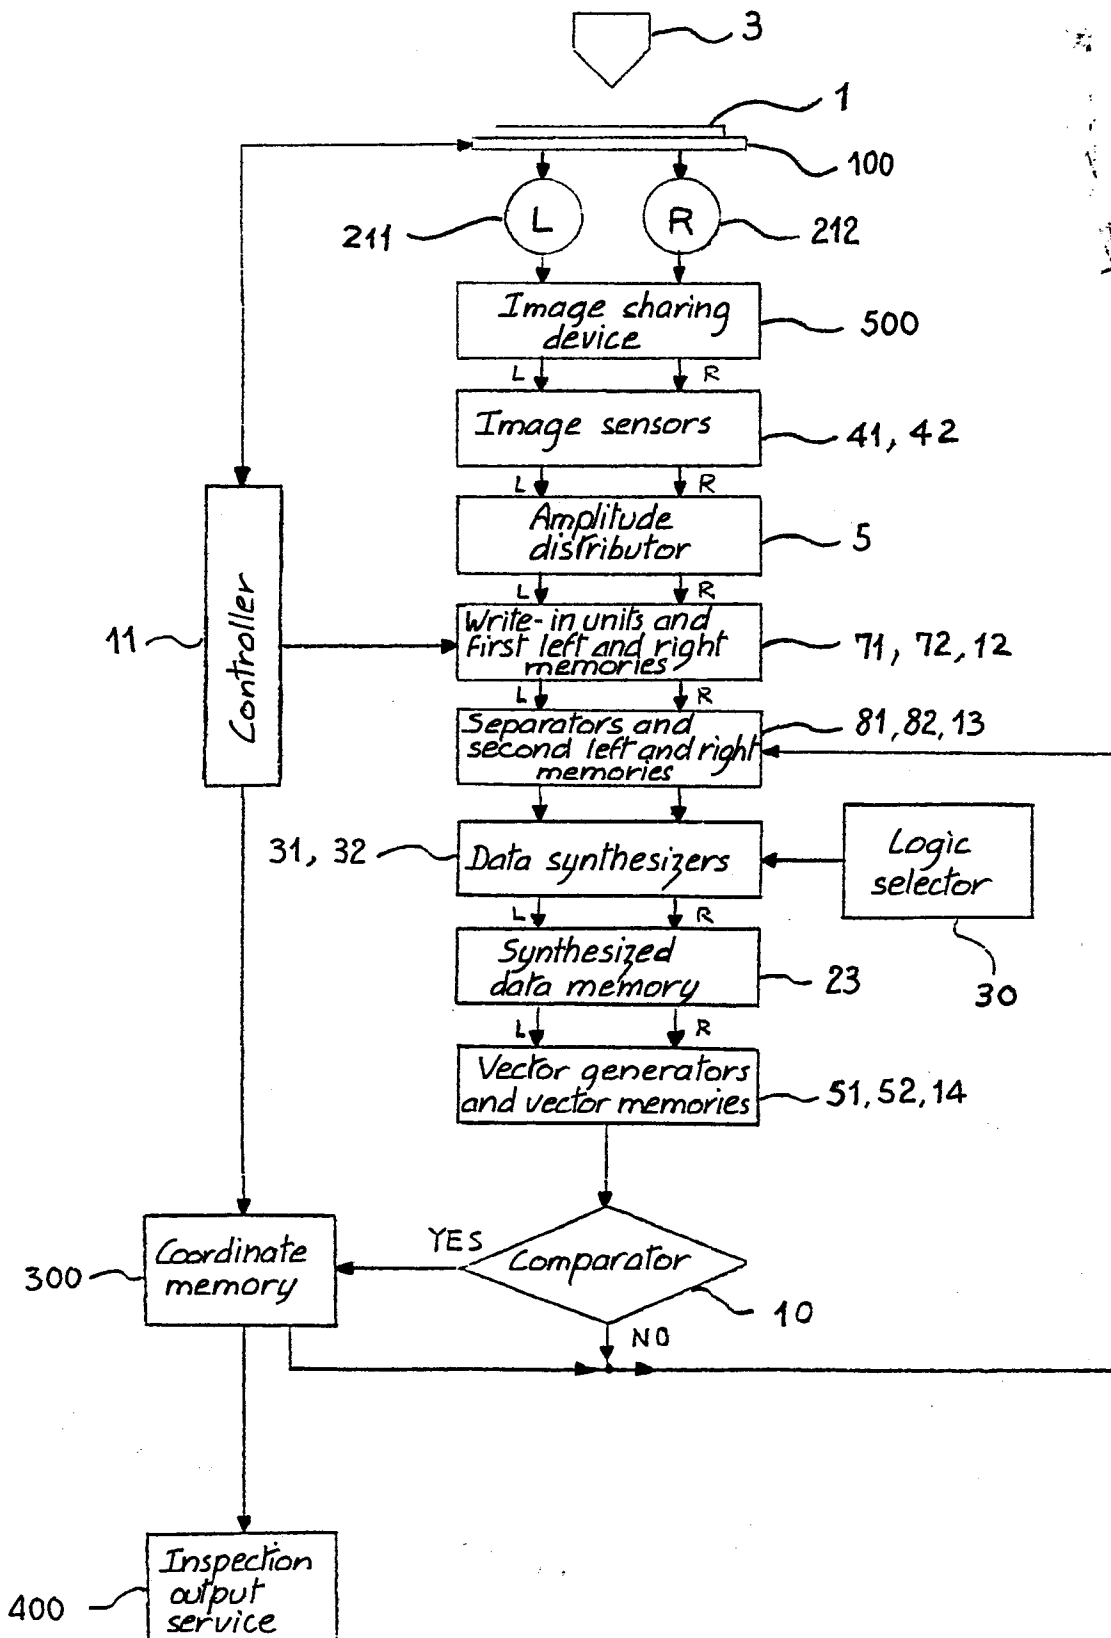 3
1
100
L
R
211
212
Image sharing
device
500
L
R
Image sensors
41, 42
L
R
Amplitude
distributor
5
L
R
Controller
11
Write-in units and
first left and right
memories
71, 72, 12
L
R
Separators and
second left and right
memories
81, 82, 13
31, 32
Data synthesizers
Logic
selector
30
L
R
Synthesized
data memory
23
L
R
Vector generators
and vector memories
51, 52, 14
YES
Comparator
10
NO
Coordinate
memory
300
Inspection
output
service
400